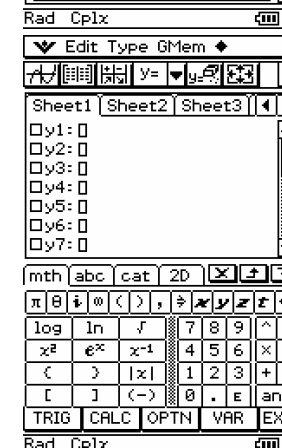 Rad Cplx
Edit Type GMem
y=
Sheet1 Sheet2 Sheet3
y1:
y2:
y3:
y4:
y5:
y6:
y7:
mth abc cat 2D
π θ i ∞ ( ) , ⇒ x y z t
log ln √ 7 8 9 ^
x² eˣ x⁻¹ 4 5 6 ×
( ) |x| 1 2 3 +
[ ] (-) 0 . E an
TRIG CALC OPTN VAR EX
Rad Cplx